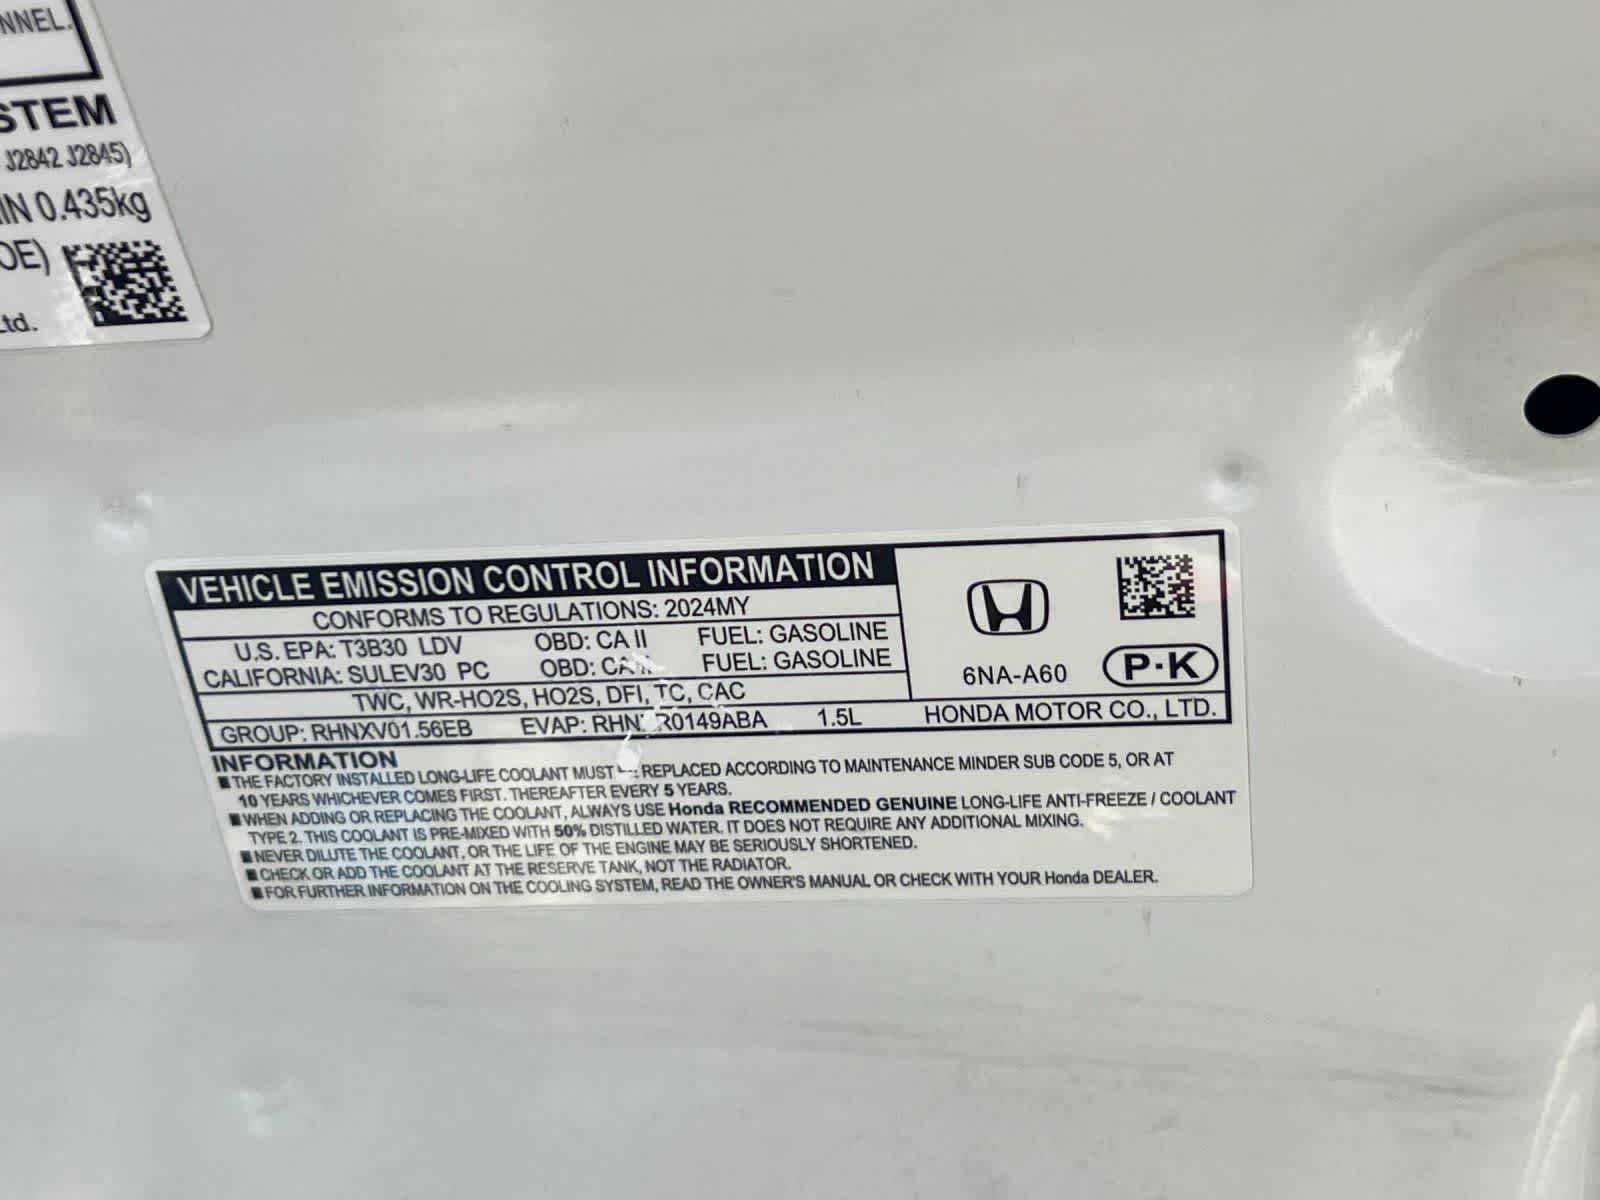 NNEL.
STEM
J2842 J2845)
IN 0.435kg
OE)
Ltd.
VEHICLE EMISSION CONTROL INFORMATION
CONFORMS TO REGULATIONS: 2024MY
U.S. EPA: T3B30 LDV OBD: CA II FUEL: GASOLINE
CALIFORNIA: SULEV30 PC OBD: CA FUEL: GASOLINE
TWC, WR-HO2S, HO2S, DFI, TC, CAC
6NA-A60
P·K
GROUP: RHNXV01.56EB EVAP: 1.5L HONDA MOTOR CO., LTD.
INFORMATION
■ THE FACTORY INSTALLED LONG-LIFE COOLANT MUST REPLACED ACCORDING TO MAINTENANCE MINDER SUB CODE 5, OR AT
10 YEARS WHICHEVER COMES FIRST. THEREAFTER EVERY 5 YEARS.
■ WHEN ADDING OR REPLACING THE COOLANT, ALWAYS USE Honda RECOMMENDED GENUINE LONG-LIFE ANTI-FREEZE / COOLANT
TYPE 2. THIS COOLANT IS PRE-MIXED WITH 50% DISTILLED WATER. IT DOES NOT REQUIRE ANY ADDITIONAL MIXING.
■ NEVER DILUTE THE COOLANT, OR THE LIFE OF THE ENGINE MAY BE SERIOUSLY SHORTENED.
■ CHECK OR ADD THE COOLANT AT THE RESERVE TANK, NOT THE RADIATOR.
■ FOR FURTHER INFORMATION ON THE COOLING SYSTEM, READ THE OWNER'S MANUAL OR CHECK WITH YOUR Honda DEALER.